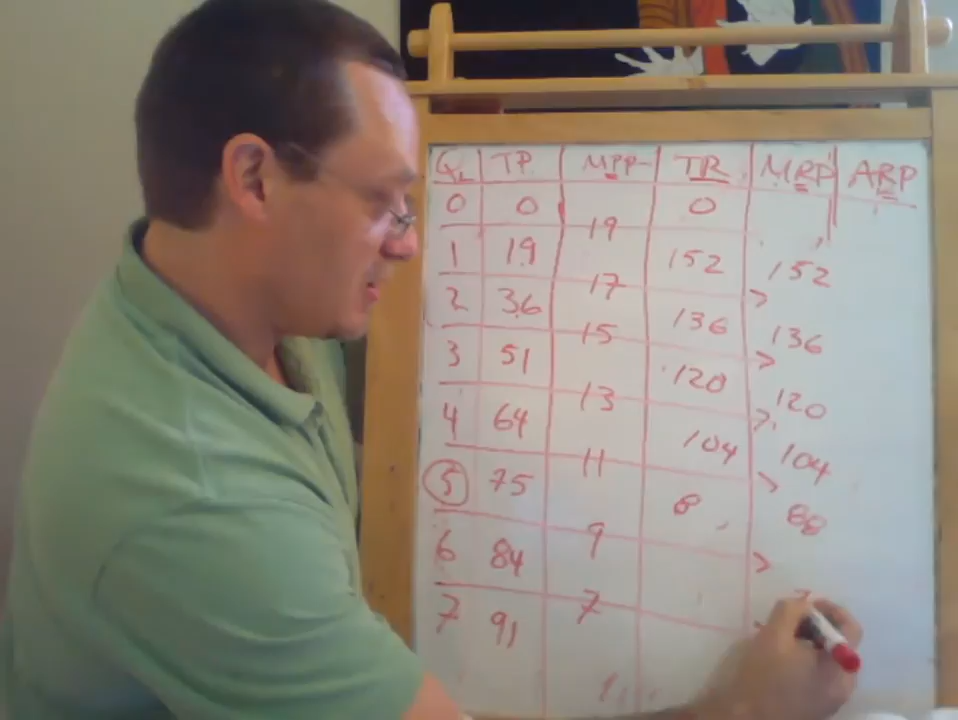 QL TP MPP TR MRP ARP
0 0 0
19
1 19 152 152
17
2 36 136 136
15
3 51 120 120
13
4 64 104 104
11
5 75 8 88
9
6 84
7
7 91